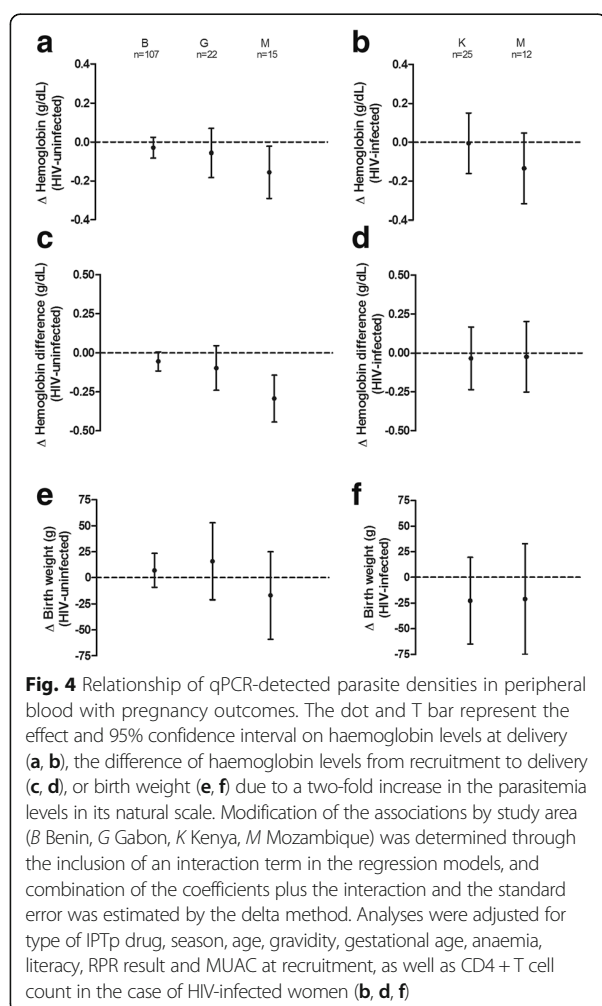 a
b
B G M
n=107 n=22 n=15
K M
n=25 n=12
Δ Hemoglobin (g/dL)
(HIV-uninfected)
0.4
0.2
0.0
-0.2
-0.4
Δ Hemoglobin (g/dL)
(HIV-infected)
0.4
0.2
0.0
-0.2
0.4
c
d
Δ Hemoglobin difference (g/dL)
(HIV-uninfected)
0.50
0.25
0.00
-0.25
-0.50
Δ Hemoglobin difference (g/dL)
(HIV-infected)
0.50
0.25
0.00
-0.25
-0.50
e
f
Δ Birth weight (g)
(HIV-uninfected)
75
50
25
0
-25
-50
-75
Δ Birth weight (g)
(HIV-infected)
75
50
25
0
-25
-50
-75
Fig. 4 Relationship of qPCR-detected parasite densities in peripheral
blood with pregnancy outcomes. The dot and T bar represent the
effect and 95% confidence interval on haemoglobin levels at delivery
(a, b), the difference of haemoglobin levels from recruitment to delivery
(c, d), or birth weight (e, f) due to a two-fold increase in the parasitemia
levels in its natural scale. Modification of the associations by study area
(B Benin, G Gabon, K Kenya, M Mozambique) was determined through
the inclusion of an interaction term in the regression models, and
combination of the coefficients plus the interaction and the standard
error was estimated by the delta method. Analyses were adjusted for
type of IPTp drug, season, age, gravidity, gestational age, anaemia,
literacy, RPR result and MUAC at recruitment, as well as CD4 + T cell
count in the case of HIV-infected women (b, d, f)